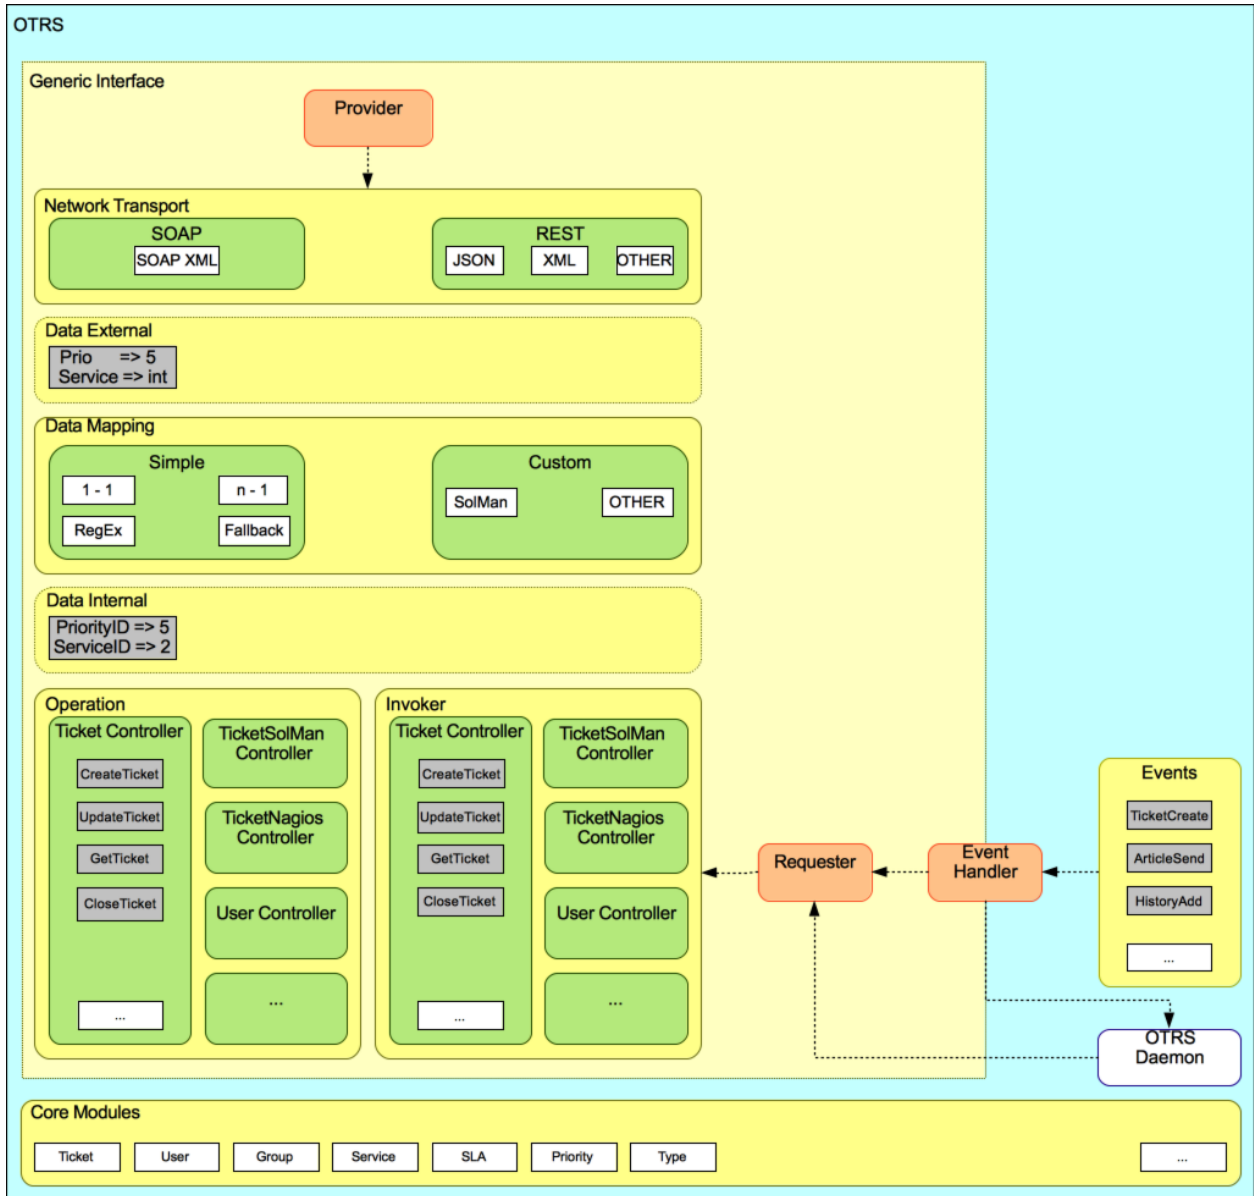 OTRS
Generic Interface
Provider
Network Transport
SOAP
SOAP XML
REST
JSON
XML
OTHER
Data External
Prio => 5
Service => int
Data Mapping
Simple
1 - 1
n - 1
RegEx
Fallback
Custom
SolMan
OTHER
Data Internal
PriorityID => 5
ServiceID => 2
Operation
Ticket Controller
CreateTicket
UpdateTicket
GetTicket
CloseTicket
...
TicketSolMan
Controller
TicketNagios
Controller
User Controller
...
Invoker
Ticket Controller
CreateTicket
UpdateTicket
GetTicket
CloseTicket
...
TicketSolMan
Controller
TicketNagios
Controller
User Controller
...
Requester
Event
Handler
Events
TicketCreate
ArticleSend
HistoryAdd
...
OTRS
Daemon
Core Modules
Ticket
User
Group
Service
SLA
Priority
Type
...